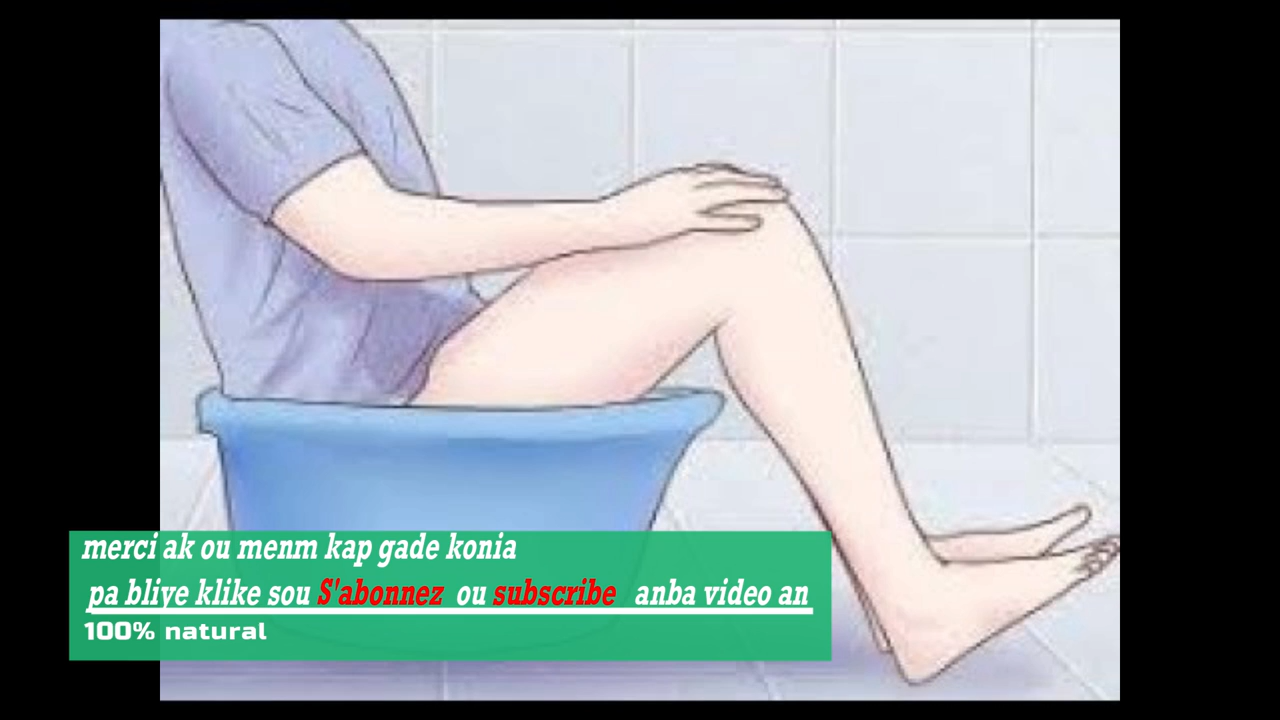 merci ak ou menm kap gade konia
pa bliye klike sou S'abonnez ou subscribe anba video an
100% natural